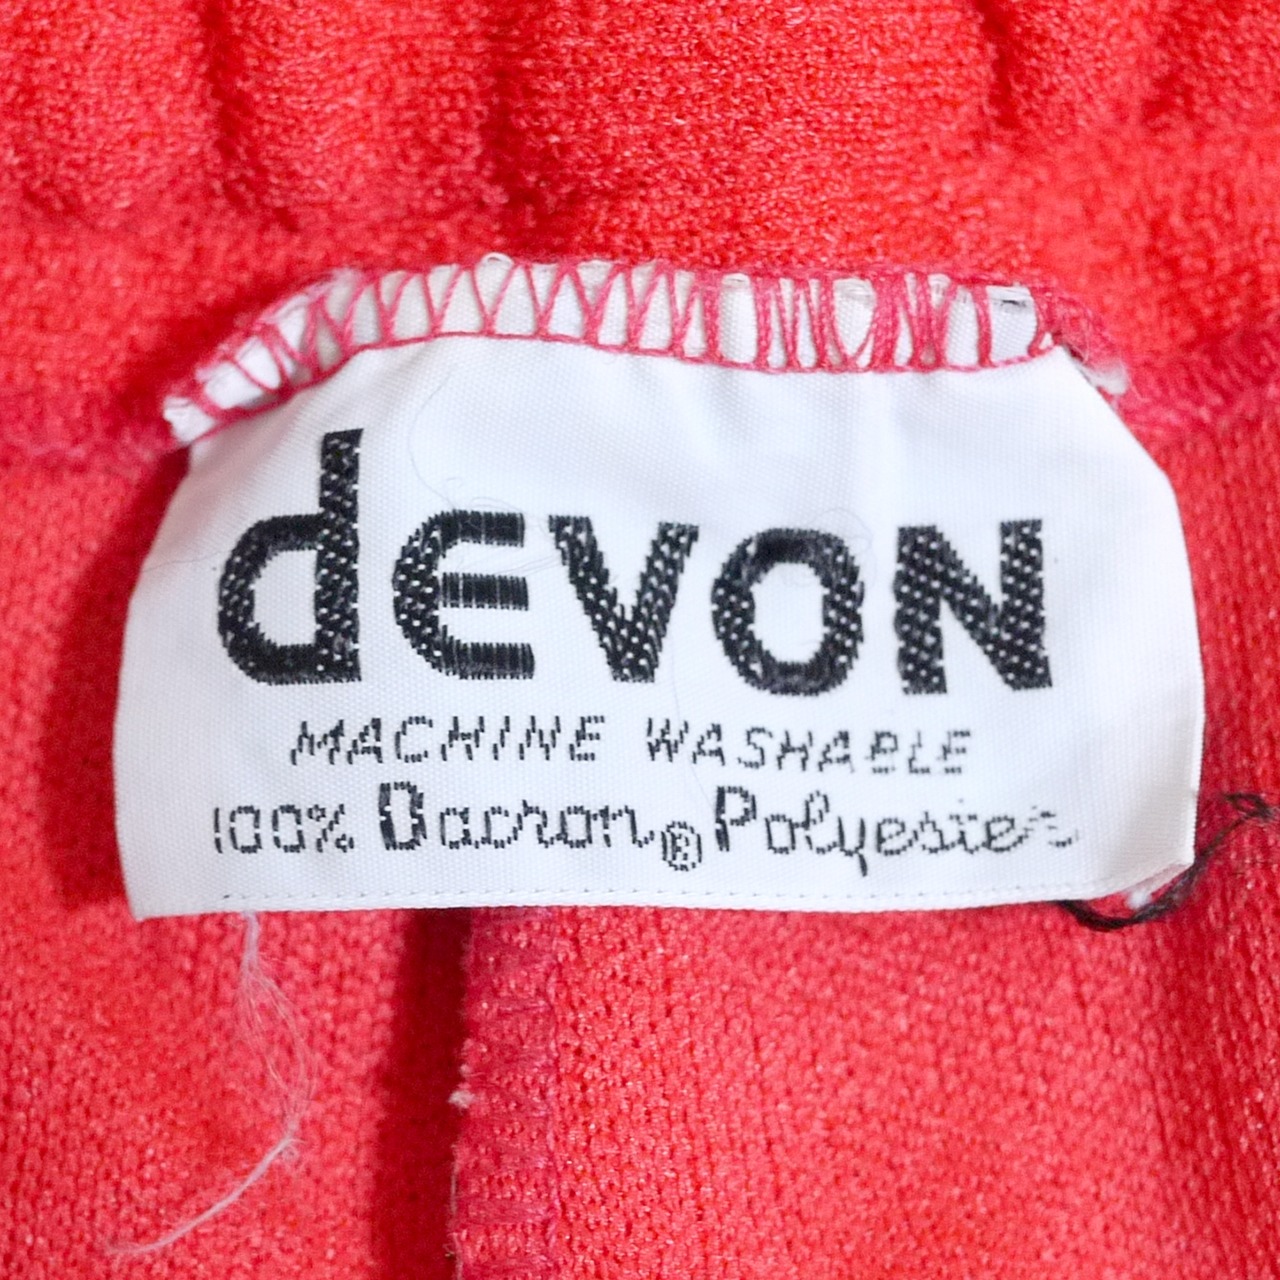 devon
MACHINE WASHABLE
100% Dacron® Polyester